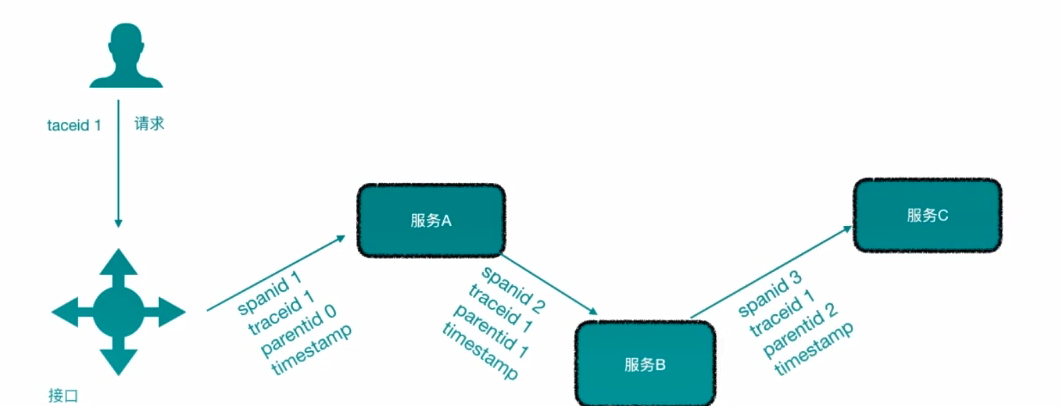 taceid 1
请求
接口
spanid 1
traceid 1
parentid 0
timestamp
服务A
spanid 2
traceid 1
parentid 1
timestamp
服务B
spanid 3
traceid 1
parentid 2
timestamp
服务C